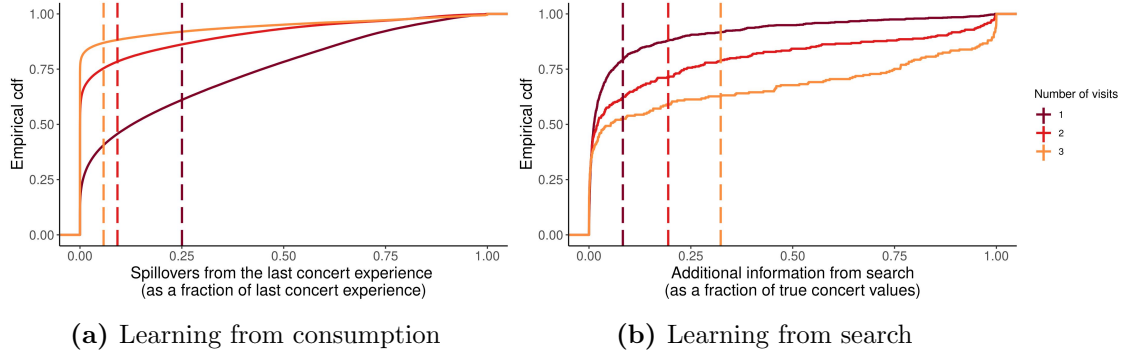 Empirical cdf
1.00
0.75
0.50
0.25
0.00
0.00 0.25 0.50 0.75 1.00
Spillovers from the last concert experience
(as a fraction of last concert experience)
(a) Learning from consumption
Empirical cdf
1.00
0.75
0.50
0.25
0.00
0.00 0.25 0.50 0.75 1.00
Additional information from search
(as a fraction of true concert values)
(b) Learning from search
Number of visits
1
2
3